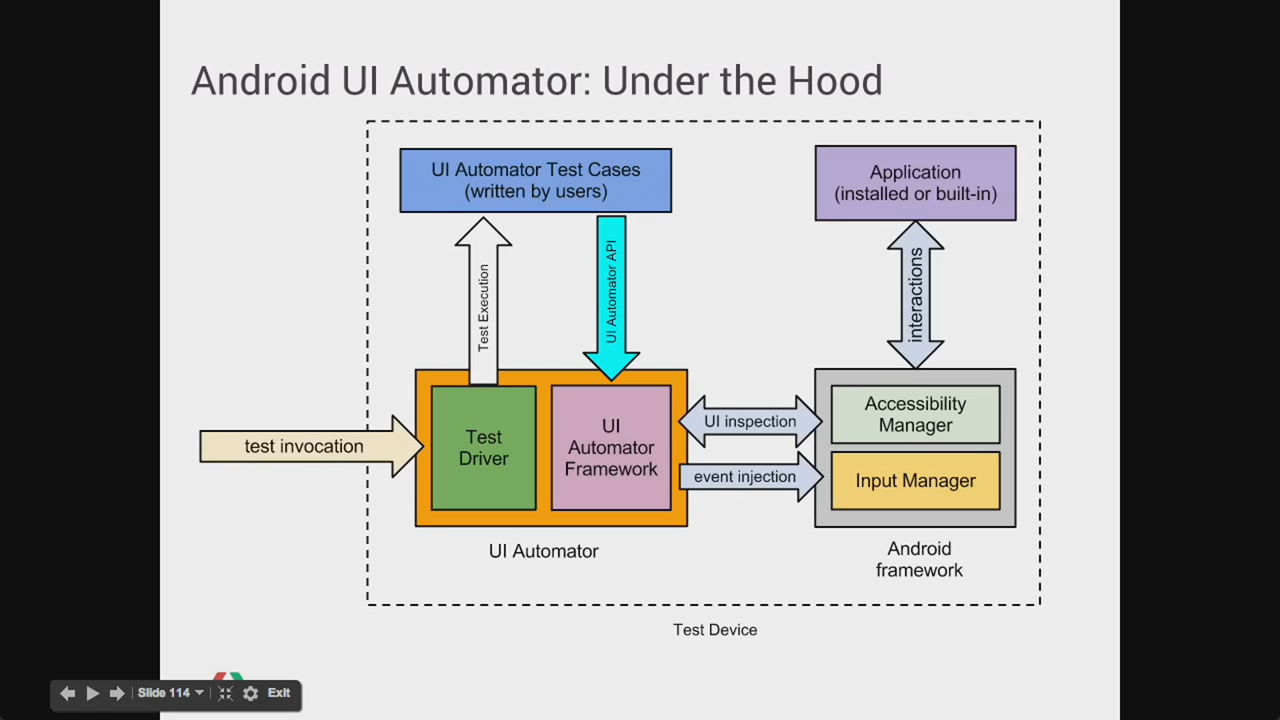 Android UI Automator: Under the Hood
UI Automator Test Cases
(written by users)
Application
(installed or built-in)
Test Execution
UI Automator API
interactions
test invocation
Test
Driver
UI
Automator
Framework
UI inspection
event injection
Accessibility
Manager
Input Manager
UI Automator
Android
framework
Test Device
Slide 114
Exit